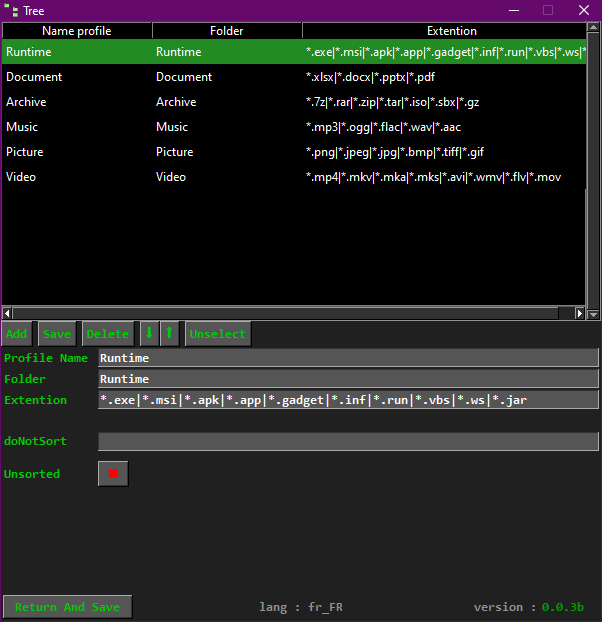 Tree
Name profile Folder Extention
Runtime Runtime *.exe|*.msi|*.apk|*.app|*.gadget|*.inf|*.run|*.vbs|*.ws|*
Document Document *.xlsx|*.docx|*.pptx|*.pdf
Archive Archive *.7z|*.rar|*.zip|*.tar|*.iso|*.sbx|*.gz
Music Music *.mp3|*.ogg|*.flac|*.wav|*.aac
Picture Picture *.png|*.jpeg|*.jpg|*.bmp|*.tiff|*.gif
Video Video *.mp4|*.mkv|*.mka|*.mks|*.avi|*.wmv|*.flv|*.mov
Add Save Delete ⬇ ⬆ Unselect
Profile Name Runtime
Folder Runtime
Extention *.exe|*.msi|*.apk|*.app|*.gadget|*.inf|*.run|*.vbs|*.ws|*.jar
doNotSort
Unsorted
Return And Save lang : fr_FR version : 0.0.3b